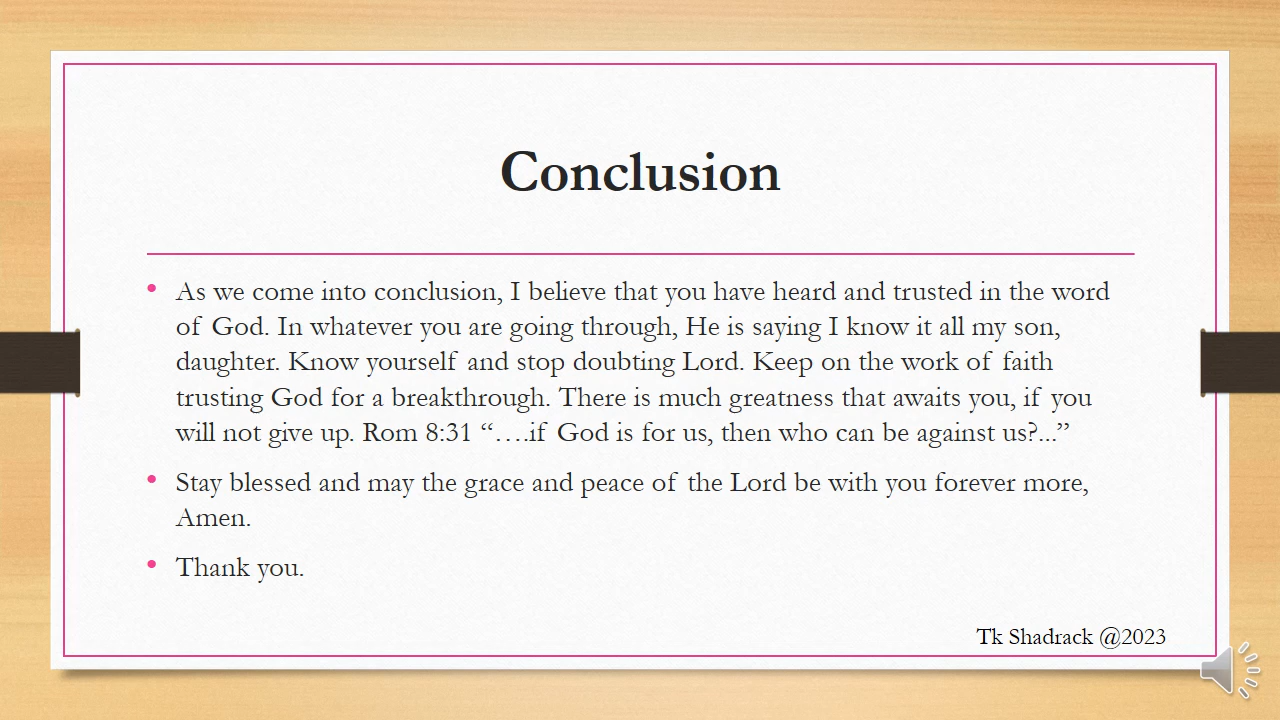 Conclusion
• As we come into conclusion, I believe that you have heard and trusted in the word
of God. In whatever you are going through, He is saying I know it all my son,
daughter. Know yourself and stop doubting Lord. Keep on the work of faith
trusting God for a breakthrough. There is much greatness that awaits you, if you
will not give up. Rom 8:31 “….if God is for us, then who can be against us?...”
• Stay blessed and may the grace and peace of the Lord be with you forever more,
Amen.
• Thank you.
Tk Shadrack @2023